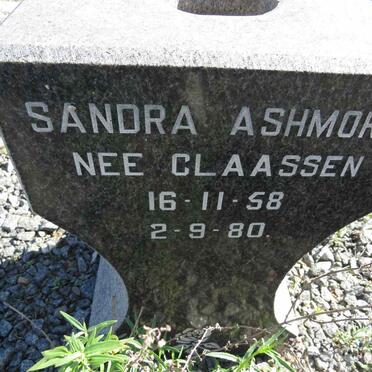 SANDRA ASHMOR
NEE CLAASSEN
16-11-58
2-9-80.